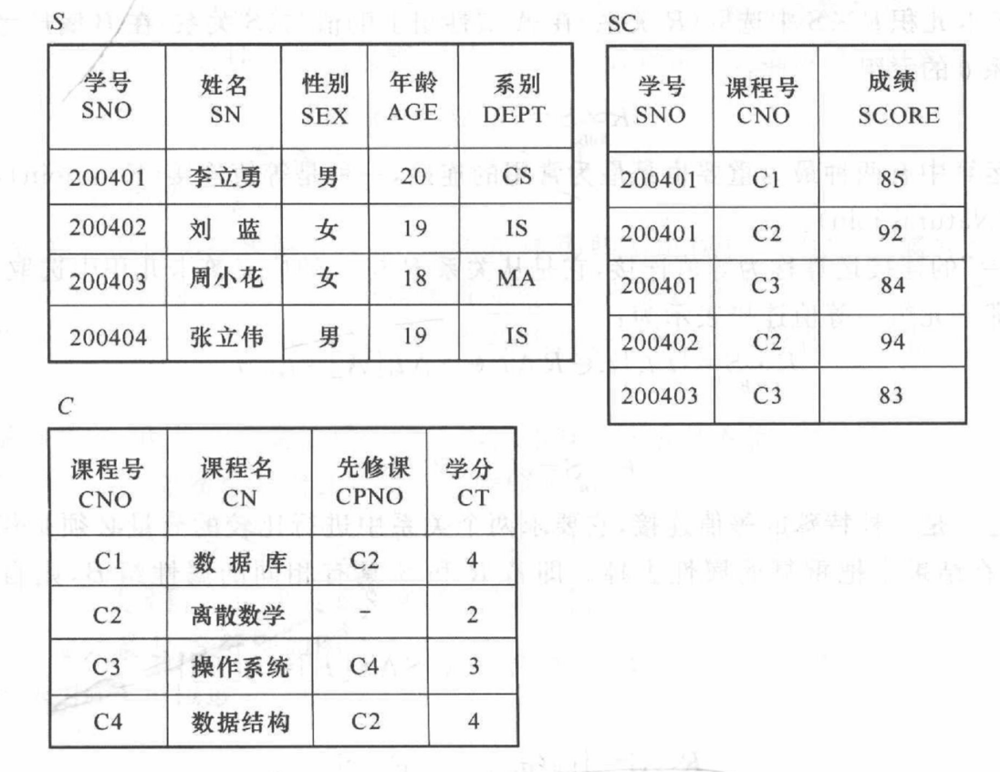 S
学号 姓名 性别 年龄 系别
SNO SN SEX AGE DEPT
200401 李立勇 男 20 CS
200402 刘 蓝 女 19 IS
200403 周小花 女 18 MA
200404 张立伟 男 19 IS
SC
学号 课程号 成绩
SNO CNO SCORE
200401 C1 85
200401 C2 92
200401 C3 84
200402 C2 94
200403 C3 83
C
课程号 课程名 先修课 学分
CNO CN CPNO CT
C1 数 据 库 C2 4
C2 离散数学 - 2
C3 操作系统 C4 3
C4 数据结构 C2 4